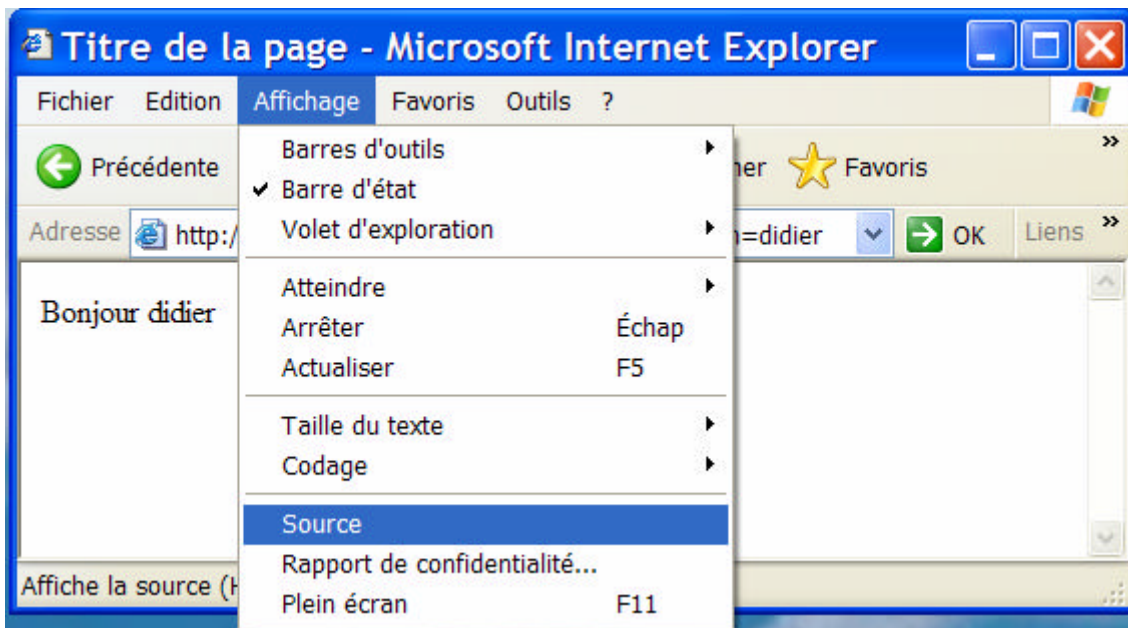 Titre de la page - Microsoft Internet Explorer
Fichier Edition Affichage Favoris Outils ?
Précédente Favoris »
Adresse http:/ =didier OK Liens »
Bonjour didier
Barres d'outils
Barre d'état
Volet d'exploration
Atteindre
Arrêter Échap
Actualiser F5
Taille du texte
Codage
Source
Rapport de confidentialité...
Plein écran F11
Affiche la source (